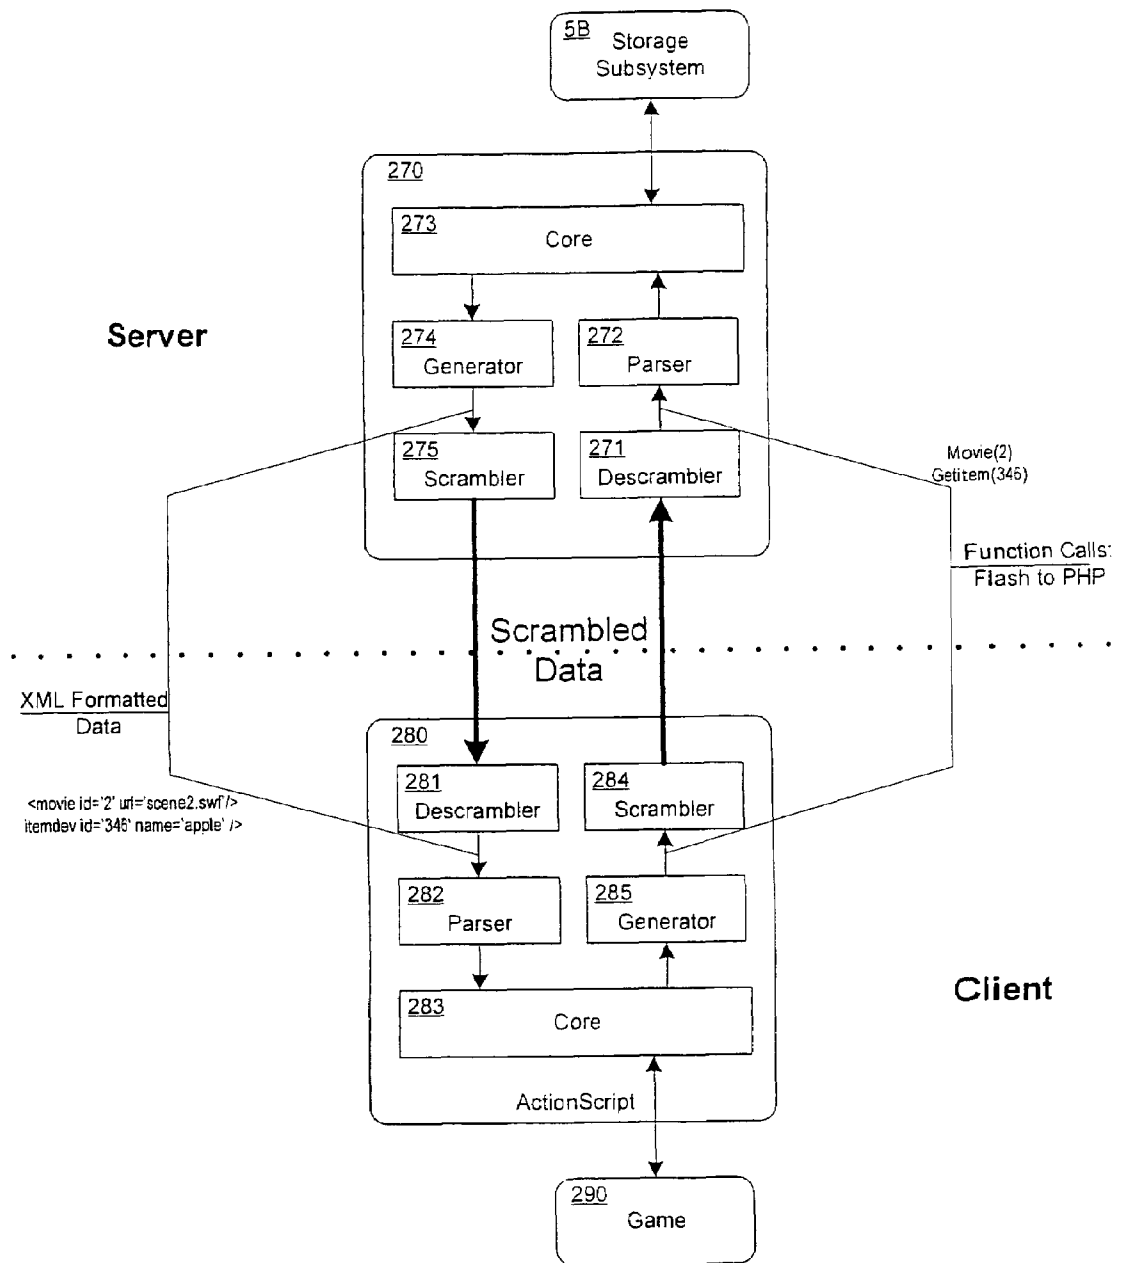 5B
Storage
Subsystem
270
273
Core
Server
274
Generator
272
Parser
275
Scrambler
271
Descrambler
Movie(2)
GetItem(346)
Function Calls:
Flash to PHP
Scrambled
Data
XML Formatted
Data
280
281
Descrambler
284
Scrambler
<movie id='2' url='scene2.swf'/>
itemdev id='346' name='apple' />
282
Parser
285
Generator
Client
283
Core
ActionScript
290
Game